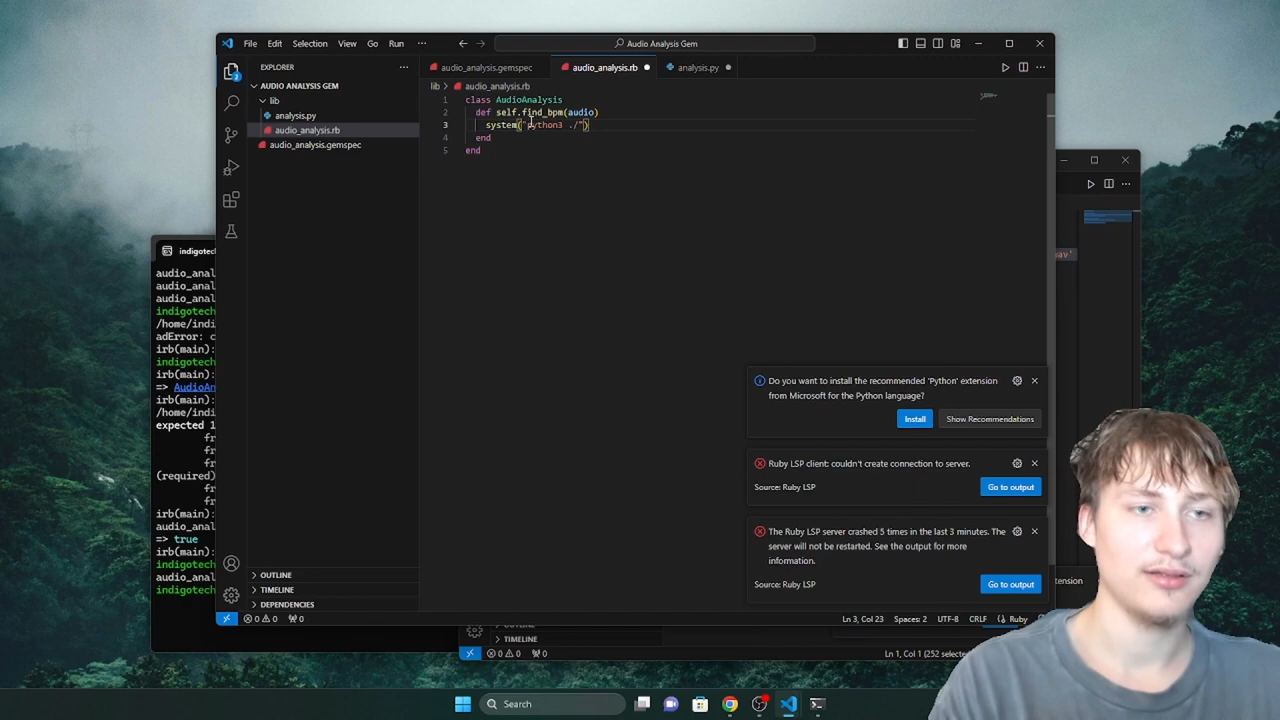 File Edit Selection View Go Run ···
Audio Analysis Gem
EXPLORER
audio_analysis.gemspec
audio_analysis.rb
analysis.py
AUDIO ANALYSIS GEM
lib > audio_analysis.rb
lib
analysis.py
audio_analysis.rb
audio_analysis.gemspec
1 class AudioAnalysis
2 def self.find_bpm(audio)
3 system("python3 ./")
4 end
5 end
2
indigotech
audio_anal
audio_anal
audio_anal
indigotech
/home/indi
adError: c
irb(main):
indigotech
irb(main):
=> AudioAn
irb(main):
/home/indi
expected 1
fr
fr
fr
(required)
fr
fr
irb(main):
audio_anal
=> true
irb(main):
indigotech
audio_anal
indigotech
av'
Do you want to install the recommended 'Python' extension
from Microsoft for the Python language?
Install
Show Recommendations
Ruby LSP client: couldn't create connection to server.
Source: Ruby LSP
Go to output
The Ruby LSP server crashed 5 times in the last 3 minutes. The
server will not be restarted. See the output for more
information.
Source: Ruby LSP
Go to output
tension
OUTLINE
TIMELINE
DEPENDENCIES
0 0 0
Ln 3, Col 23 Spaces: 2 UTF-8 CRLF Ruby
TIMELINE
0 0 0
Ln 1, Col 1 (252 selected
Search